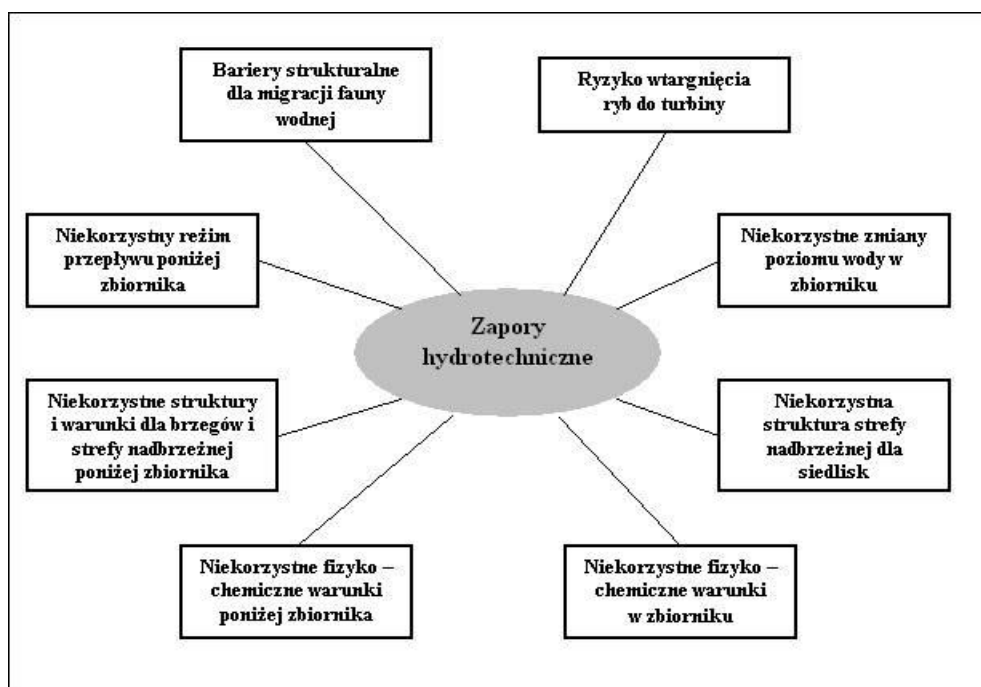 Bariery strukturalne
dla migracji fauny
wodnej
Ryzyko wtargnięcia
ryb do turbiny
Niekorzystny reżim
przepływu poniżej
zbiornika
Niekorzystne zmiany
poziomu wody w
zbiorniku
Zapory
hydrotechniczne
Niekorzystne struktury
i warunki dla brzegów i
strefy nadbrzeżnej
poniżej zbiornika
Niekorzystna
struktura strefy
nadbrzeżnej dla
siedlisk
Niekorzystne fizyko –
chemiczne warunki
poniżej zbiornika
Niekorzystne fizyko –
chemiczne warunki
w zbiorniku